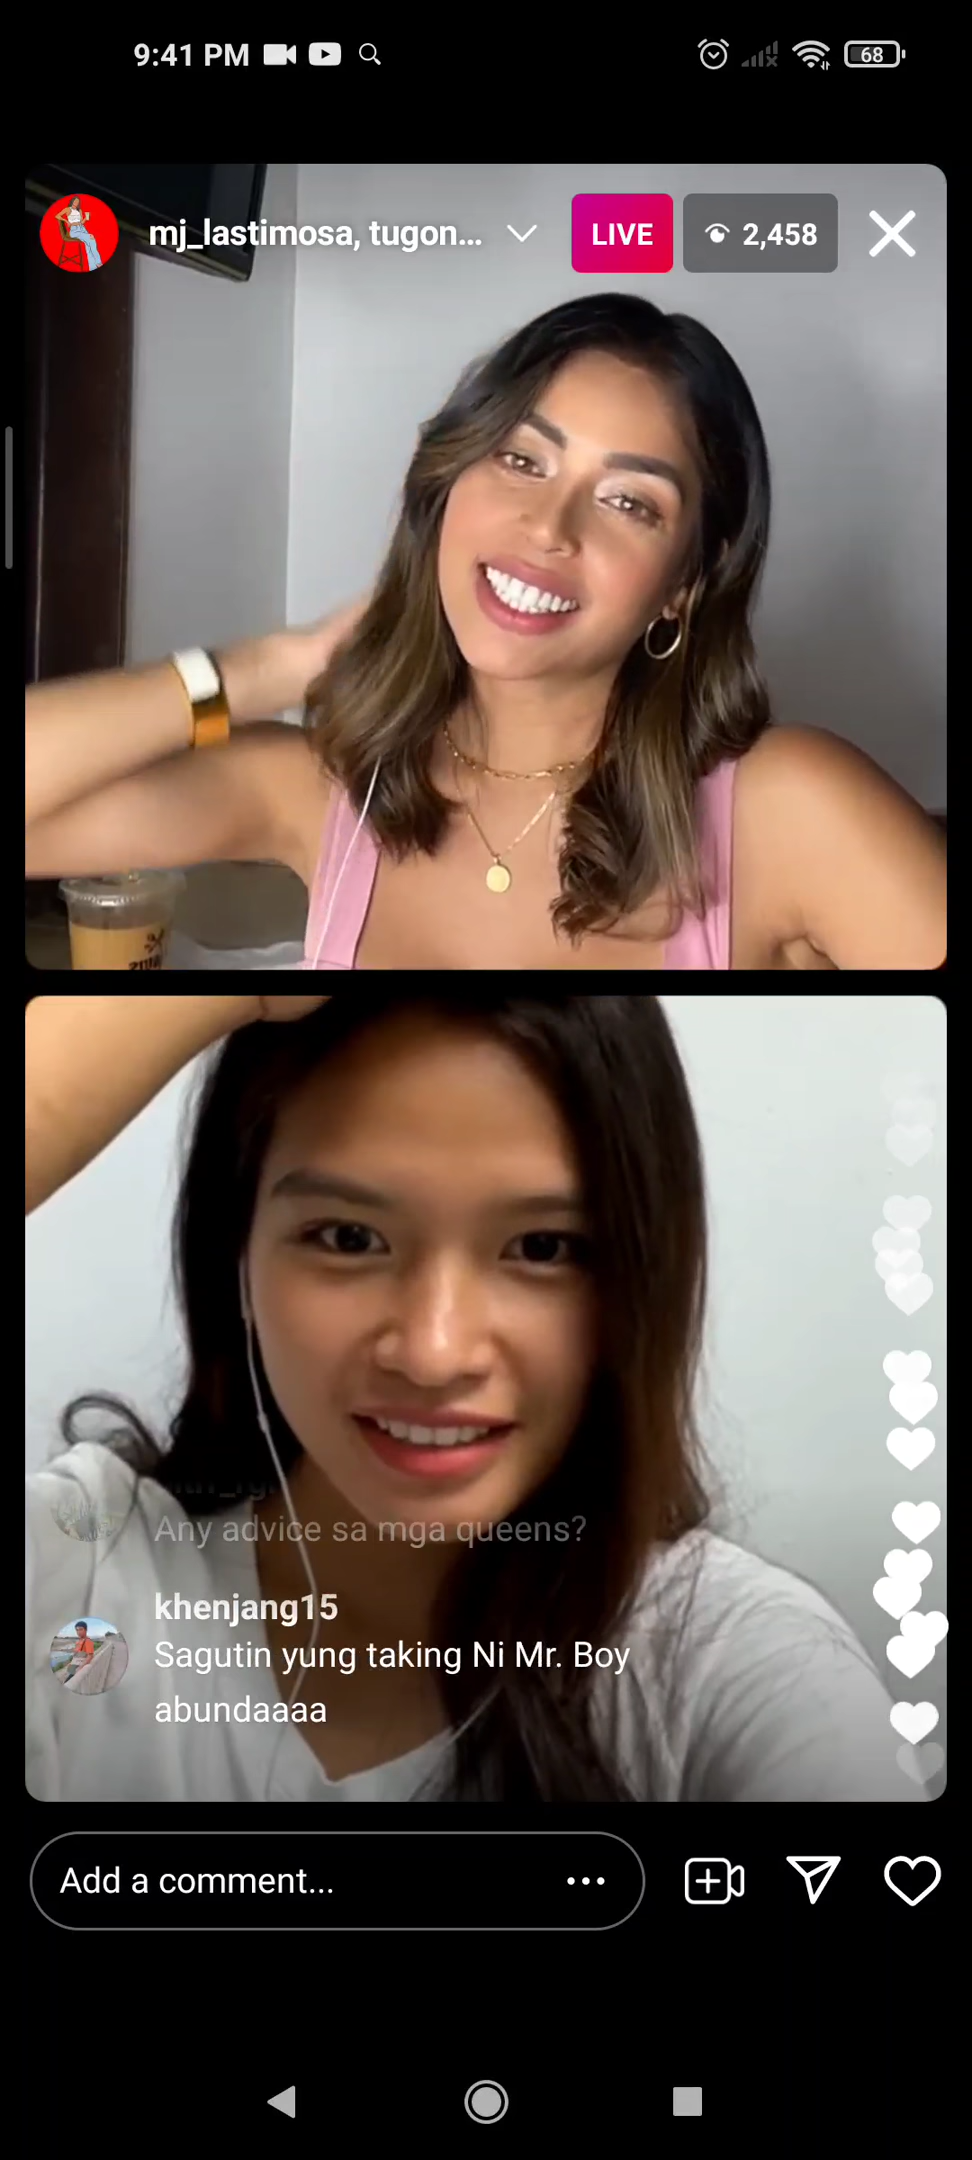 9:41 PM
68
mj_lastimosa, tugon...
LIVE
2,458
Any advice sa mga queens?
khenjang15
Sagutin yung taking Ni Mr. Boy
abundaaaa
Add a comment...